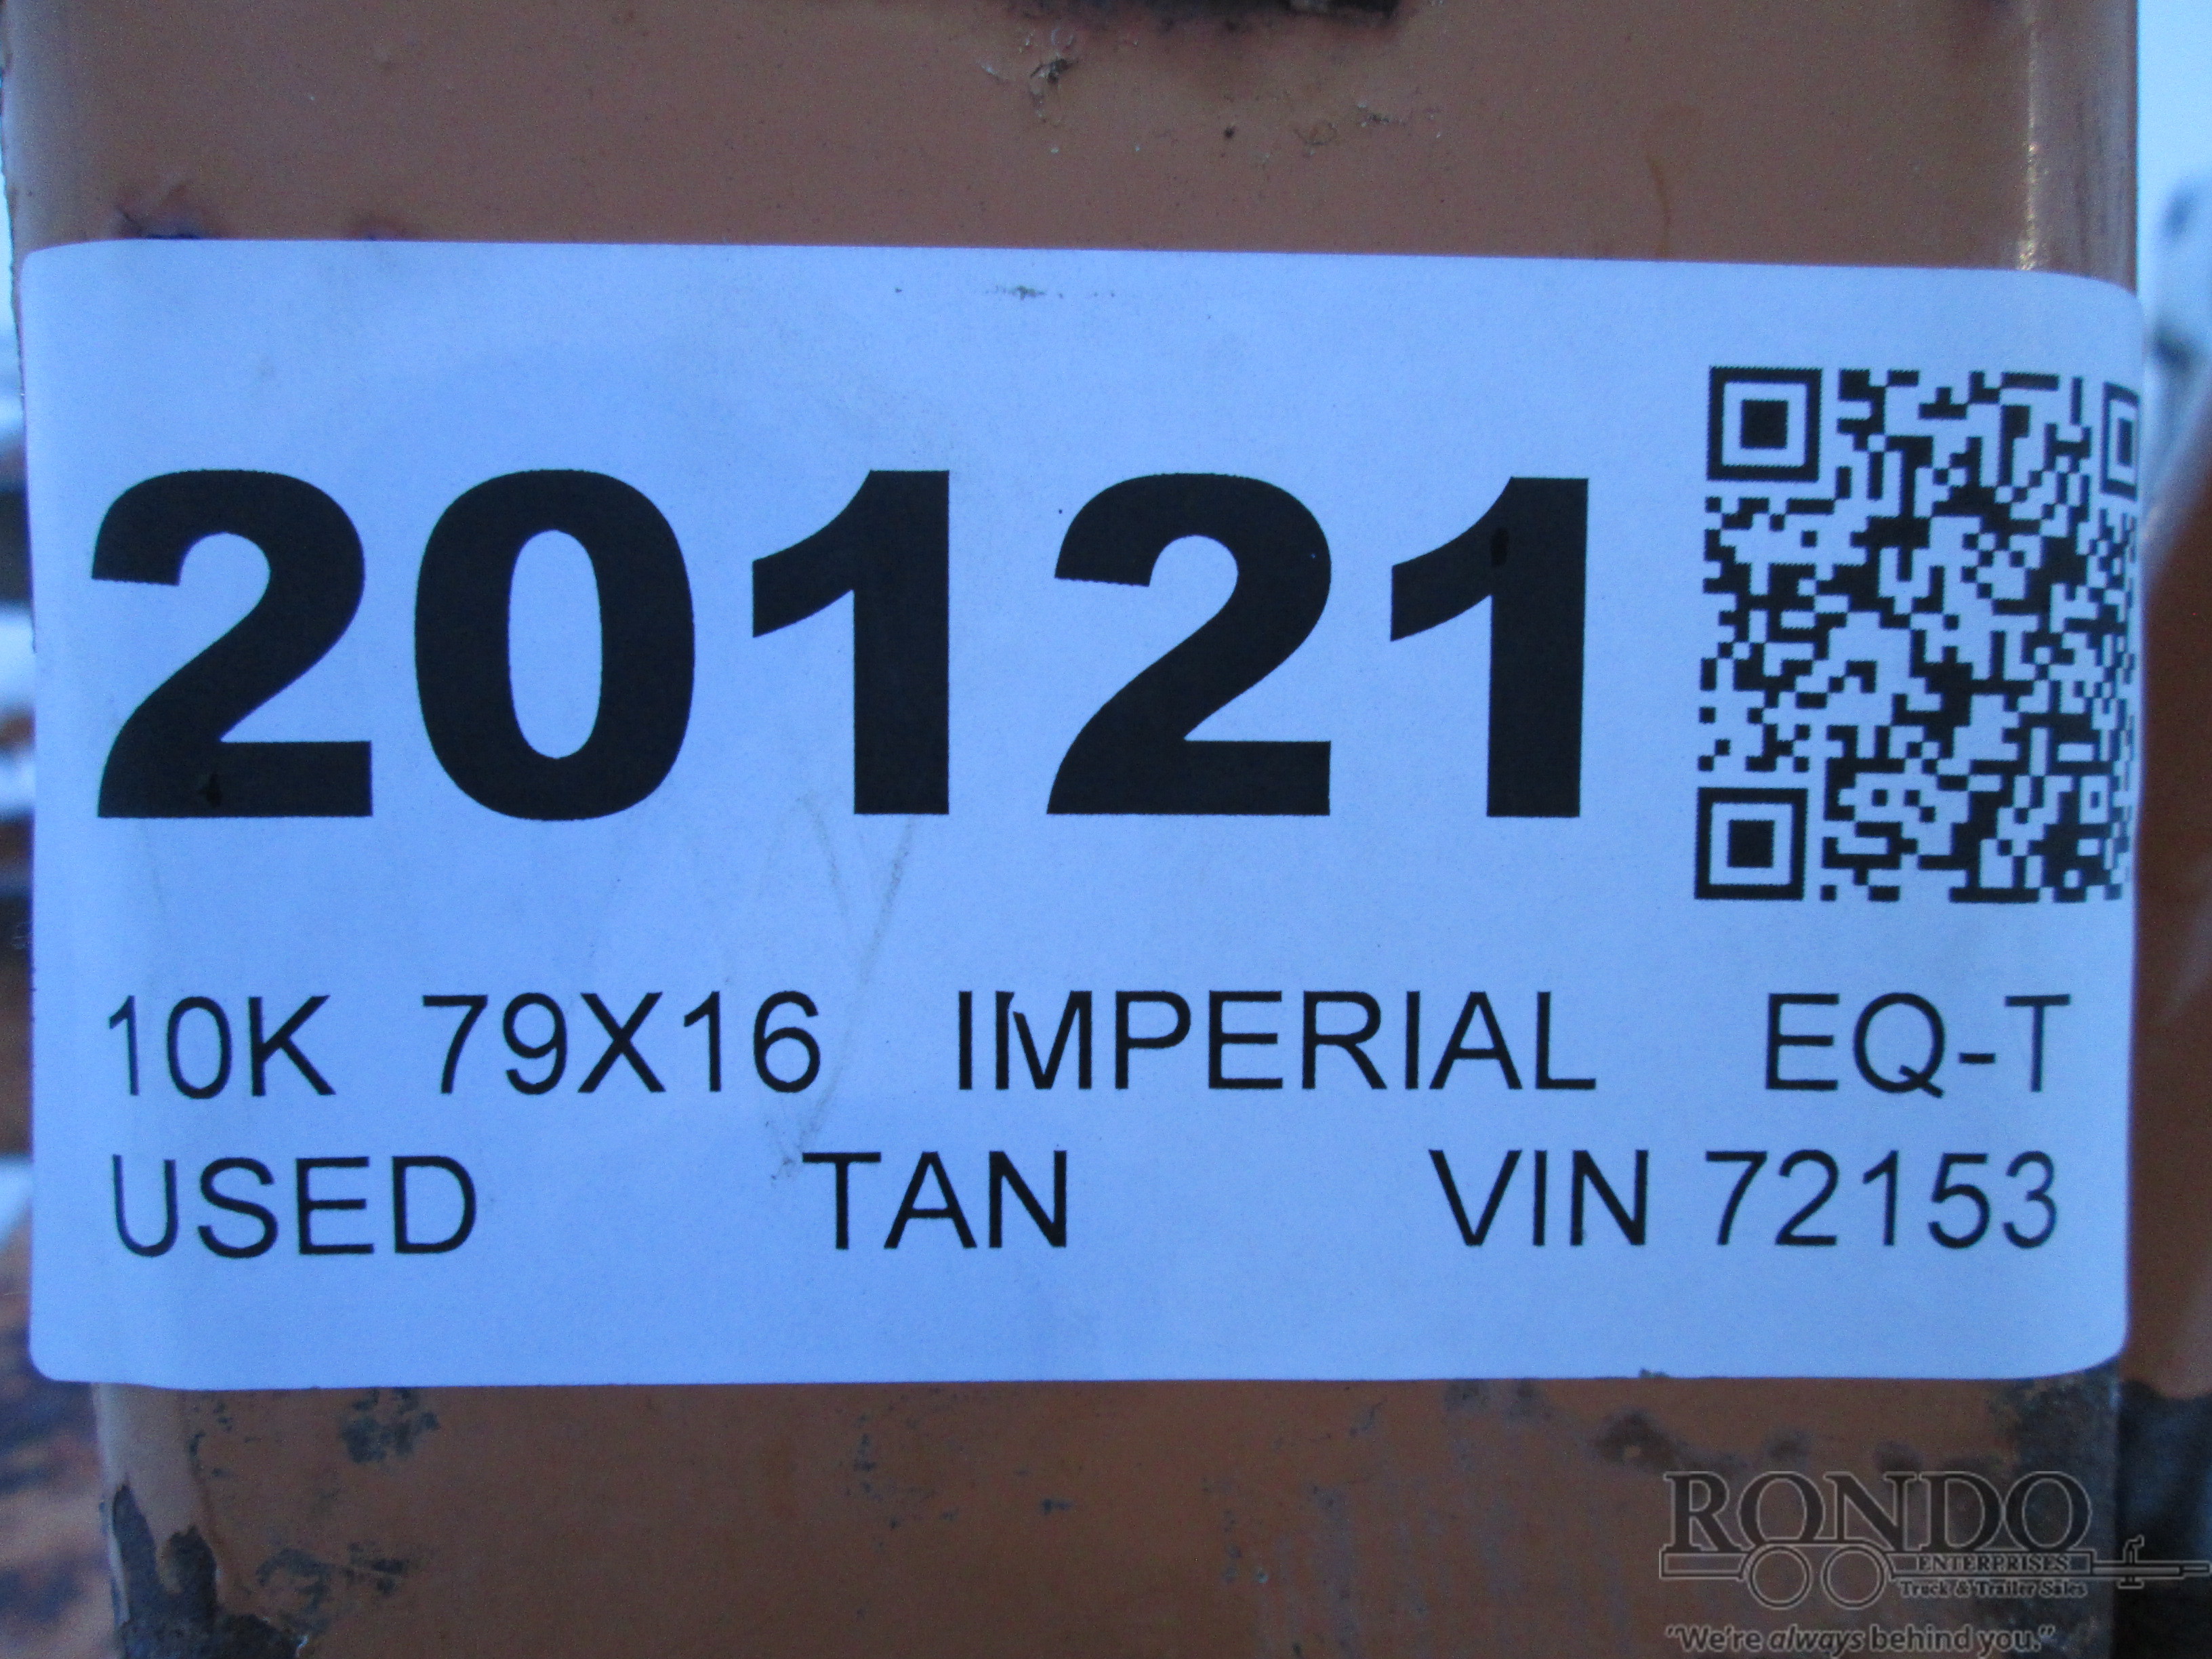 20121
10K 79X16 IMPERIAL EQ-T
USED TAN VIN 72153
RONDO
ENTERPRISES
Truck & Trailer Sales
"We're always behind you."